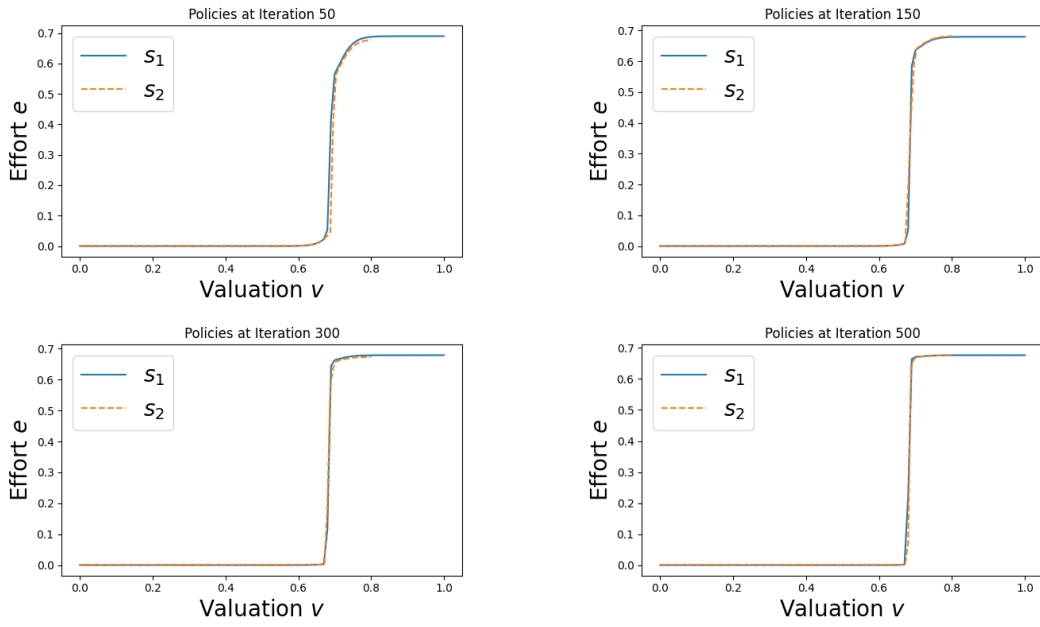 Policies at Iteration 50
0.7
0.6
0.5
0.4
0.3
0.2
0.1
0.0
Effort e
s₁
s₂
0.0 0.2 0.4 0.6 0.8 1.0
Valuation v
Policies at Iteration 150
0.7
0.6
0.5
0.4
0.3
0.2
0.1
0.0
Effort e
s₁
s₂
0.0 0.2 0.4 0.6 0.8 1.0
Valuation v
Policies at Iteration 300
0.7
0.6
0.5
0.4
0.3
0.2
0.1
0.0
Effort e
s₁
s₂
0.0 0.2 0.4 0.6 0.8 1.0
Valuation v
Policies at Iteration 500
0.7
0.6
0.5
0.4
0.3
0.2
0.1
0.0
Effort e
s₁
s₂
0.0 0.2 0.4 0.6 0.8 1.0
Valuation v